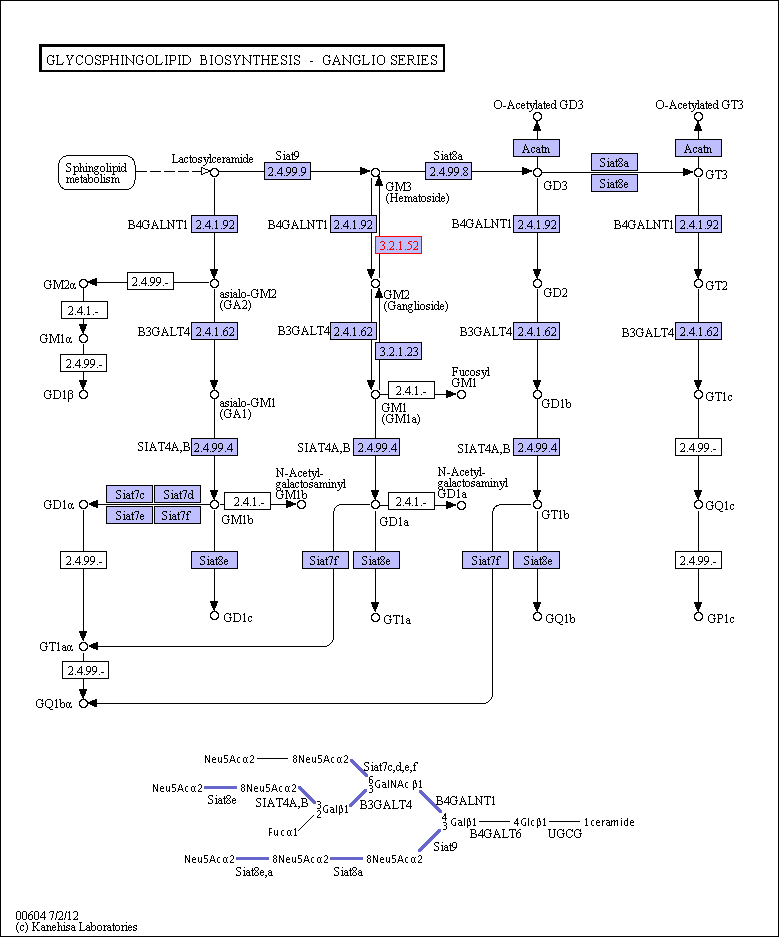 GLYCOSPHINGOLIPID BIOSYNTHESIS - GANGLIO SERIES
O-Acetylated GD3
O-Acetylated GT3
Acatn
Acatn
Sphingolipid
metabolism
Lactosylceramide
Siat9
2.4.99.9
Siat8a
2.4.99.8
Siat8a
Siat8e
GM3
(Hematoside)
GD3
GT3
B4GALNT1 2.4.1.92
B4GALNT1 2.4.1.92
B4GALNT1 2.4.1.92
B4GALNT1 2.4.1.92
3.2.1.52
GM2α
2.4.99.-
asialo-GM2
(GA2)
GM2
(Ganglioside)
GD2
GT2
2.4.1.-
GM1α
B3GALT4 2.4.1.62
B3GALT4 2.4.1.62
B3GALT4 2.4.1.62
B3GALT4 2.4.1.62
3.2.1.23
2.4.99.-
GD1β
asialo-GM1
(GA1)
GM1
(GM1a)
2.4.1.-
Fucosyl
GM1
GD1b
GT1c
SIAT4A,B 2.4.99.4
SIAT4A,B 2.4.99.4
SIAT4A,B 2.4.99.4
2.4.99.-
GD1α
Siat7c
Siat7d
Siat7e
Siat7f
GM1b
2.4.1.-
N-Acetyl-
galactosaminyl
GM1b
GD1a
2.4.1.-
N-Acetyl-
galactosaminyl
GD1a
GT1b
GQ1c
2.4.99.-
Siat8e
Siat7f
Siat8e
Siat7f
Siat8e
2.4.99.-
GD1c
GT1a
GQ1b
GP1c
GT1aα
2.4.99.-
GQ1bα
Neu5Acα2
8Neu5Acα2
Siat7c,d,e,f
Neu5Acα2
Siat8e
8Neu5Acα2
SIAT4A,B
3
2
Galβ1
B3GALT4
6
3
GalNAcβ1
B4GALNT1
Fucα1
4
3
Galβ1
B4GALT6
4Glcβ1
UGCG
1ceramide
Siat9
Neu5Acα2
Siat8e,a
8Neu5Acα2
Siat8a
8Neu5Acα2
00604 7/2/12
(c) Kanehisa Laboratories